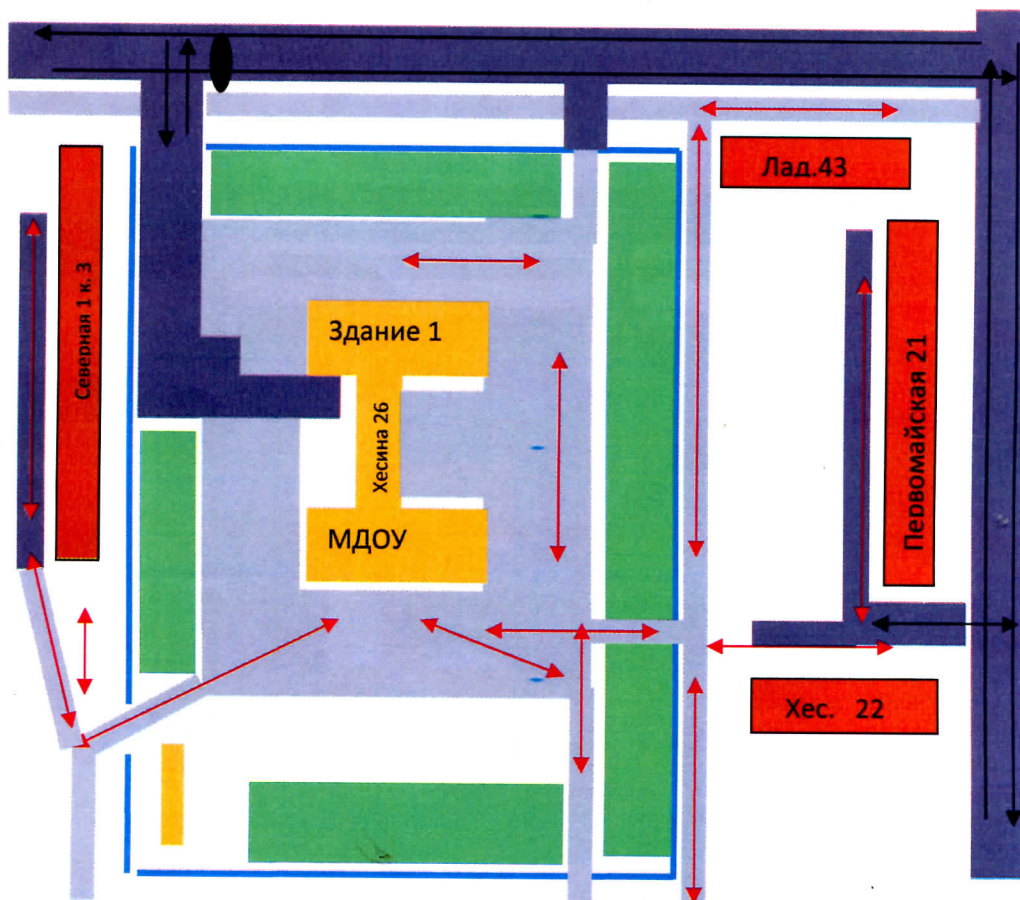 Лад.43
Северная 1 к. 3
Здание 1
Первомайская 21
Хесина 26
МДОУ
Хес. 22